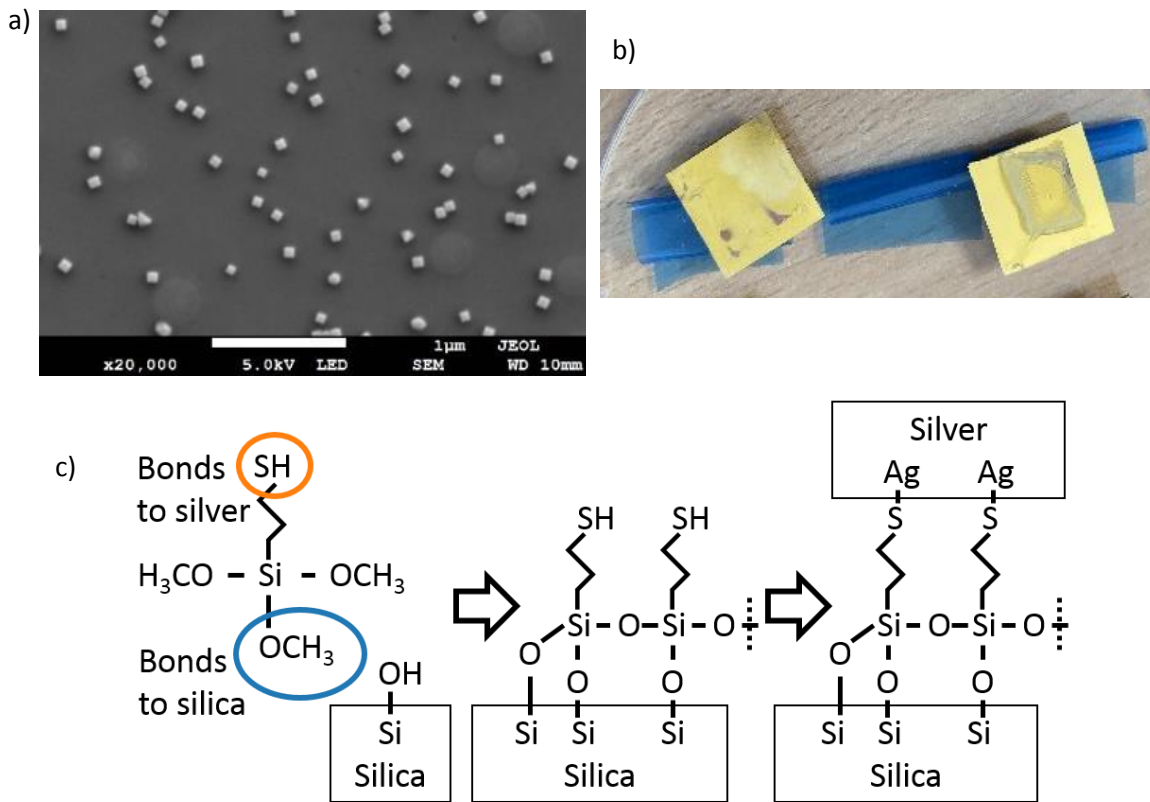 a)
b)
1μm JEOL
x20,000 5.0kV LED SEM WD 10mm
c)
Bonds
to silver
SH
H₃CO – Si – OCH₃
OCH₃
Bonds
to silica
OH
Si
Silica
SH SH
Si – O – Si – O
O O O
Si Si Si
Silica
Silver
Ag Ag
S S
Si – O – Si – O
O O O
Si Si Si
Silica